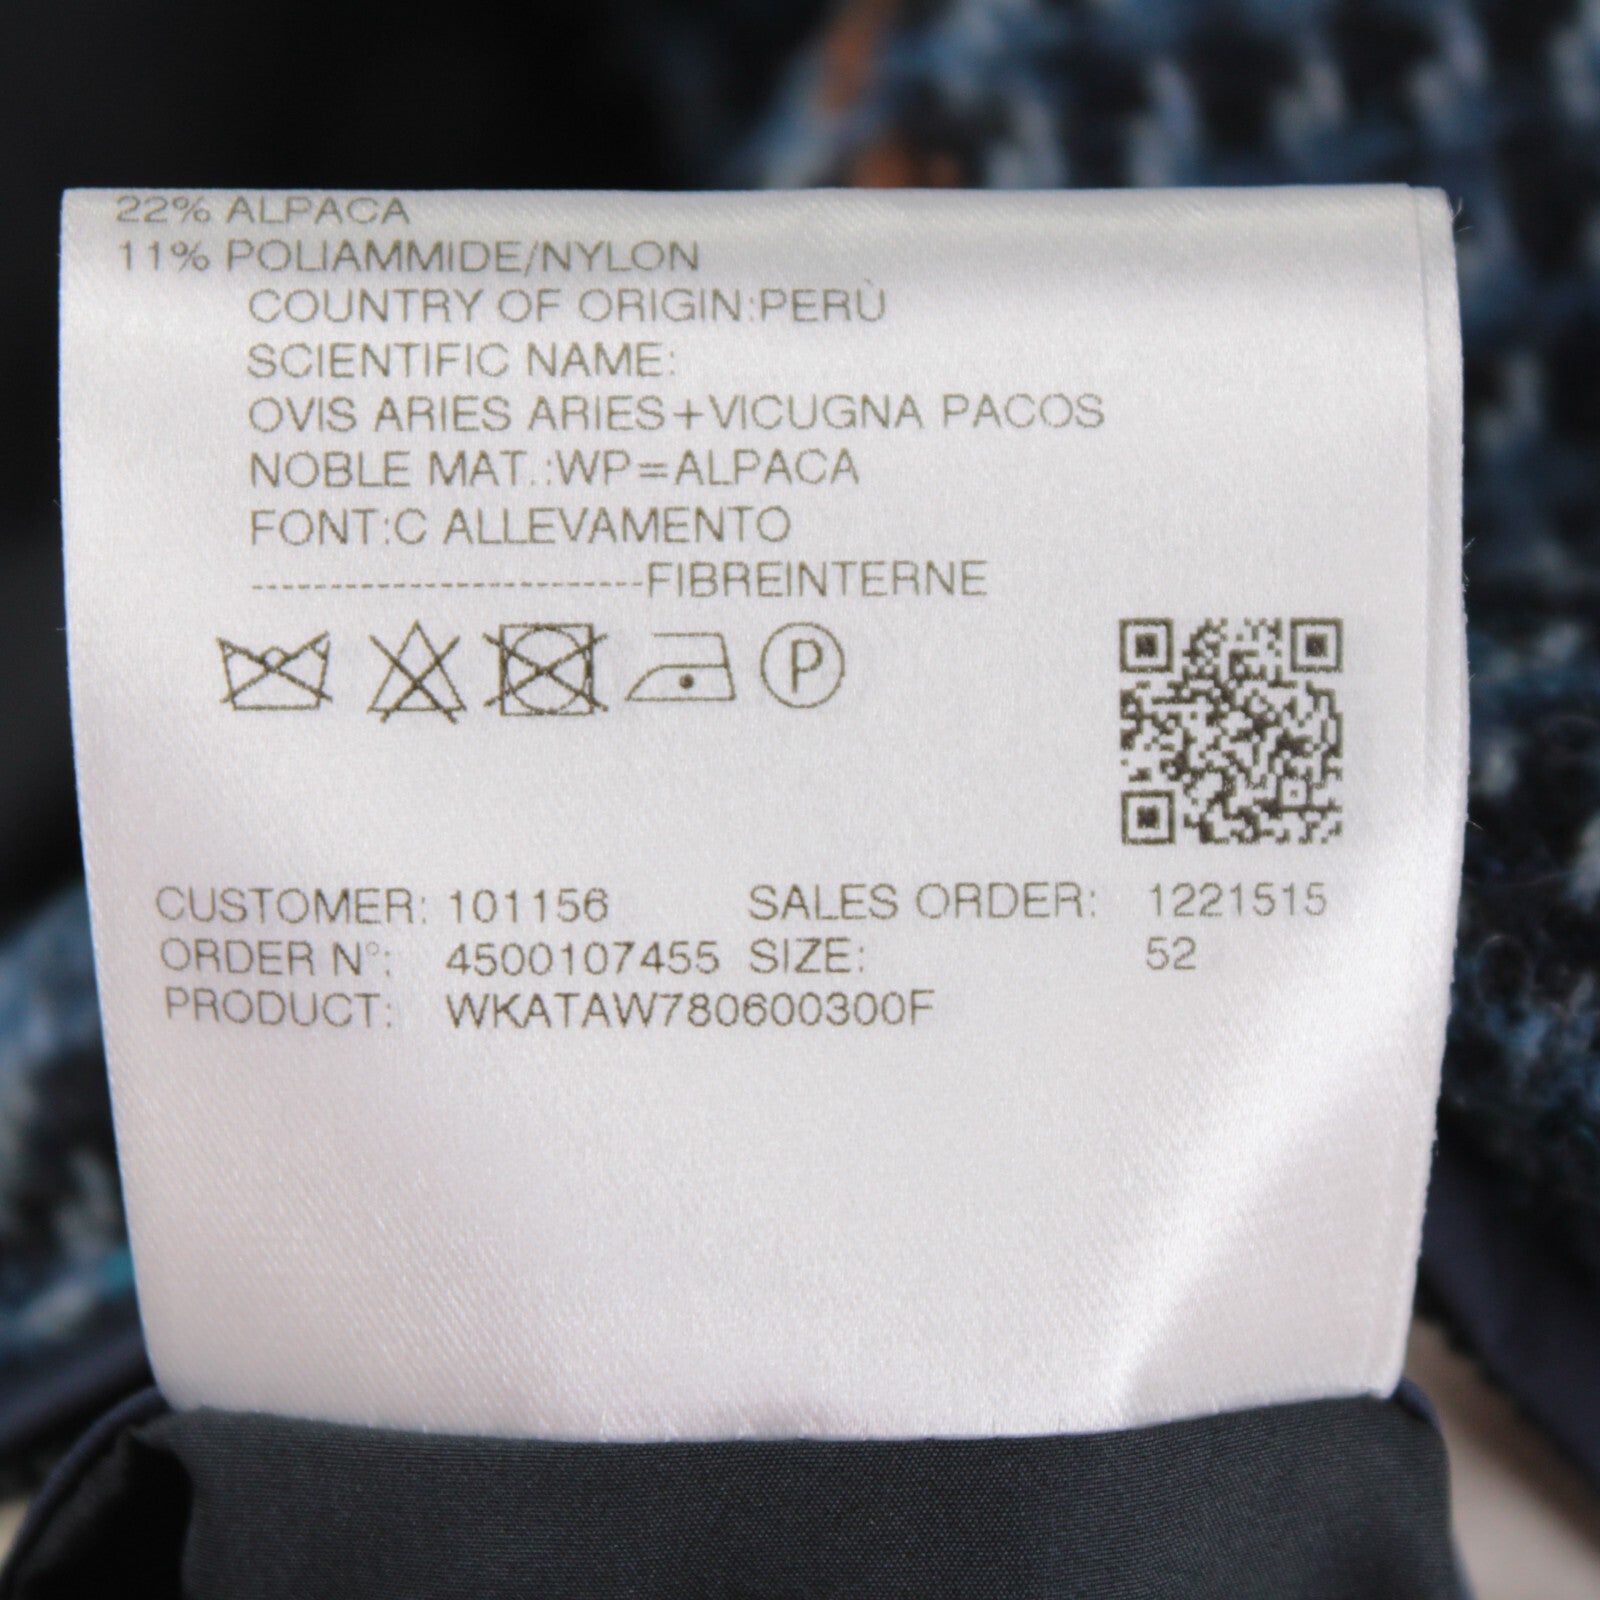 22% ALPACA
11% POLIAMMIDE/NYLON
COUNTRY OF ORIGIN:PERÙ
SCIENTIFIC NAME:
OVIS ARIES ARIES+VICUGNA PACOS
NOBLE MAT.:WP=ALPACA
FONT:C ALLEVAMENTO
-------------------------FIBREINTERNE
P
CUSTOMER: 101156 SALES ORDER: 1221515
ORDER N°: 4500107455 SIZE: 52
PRODUCT: WKATAW780600300F